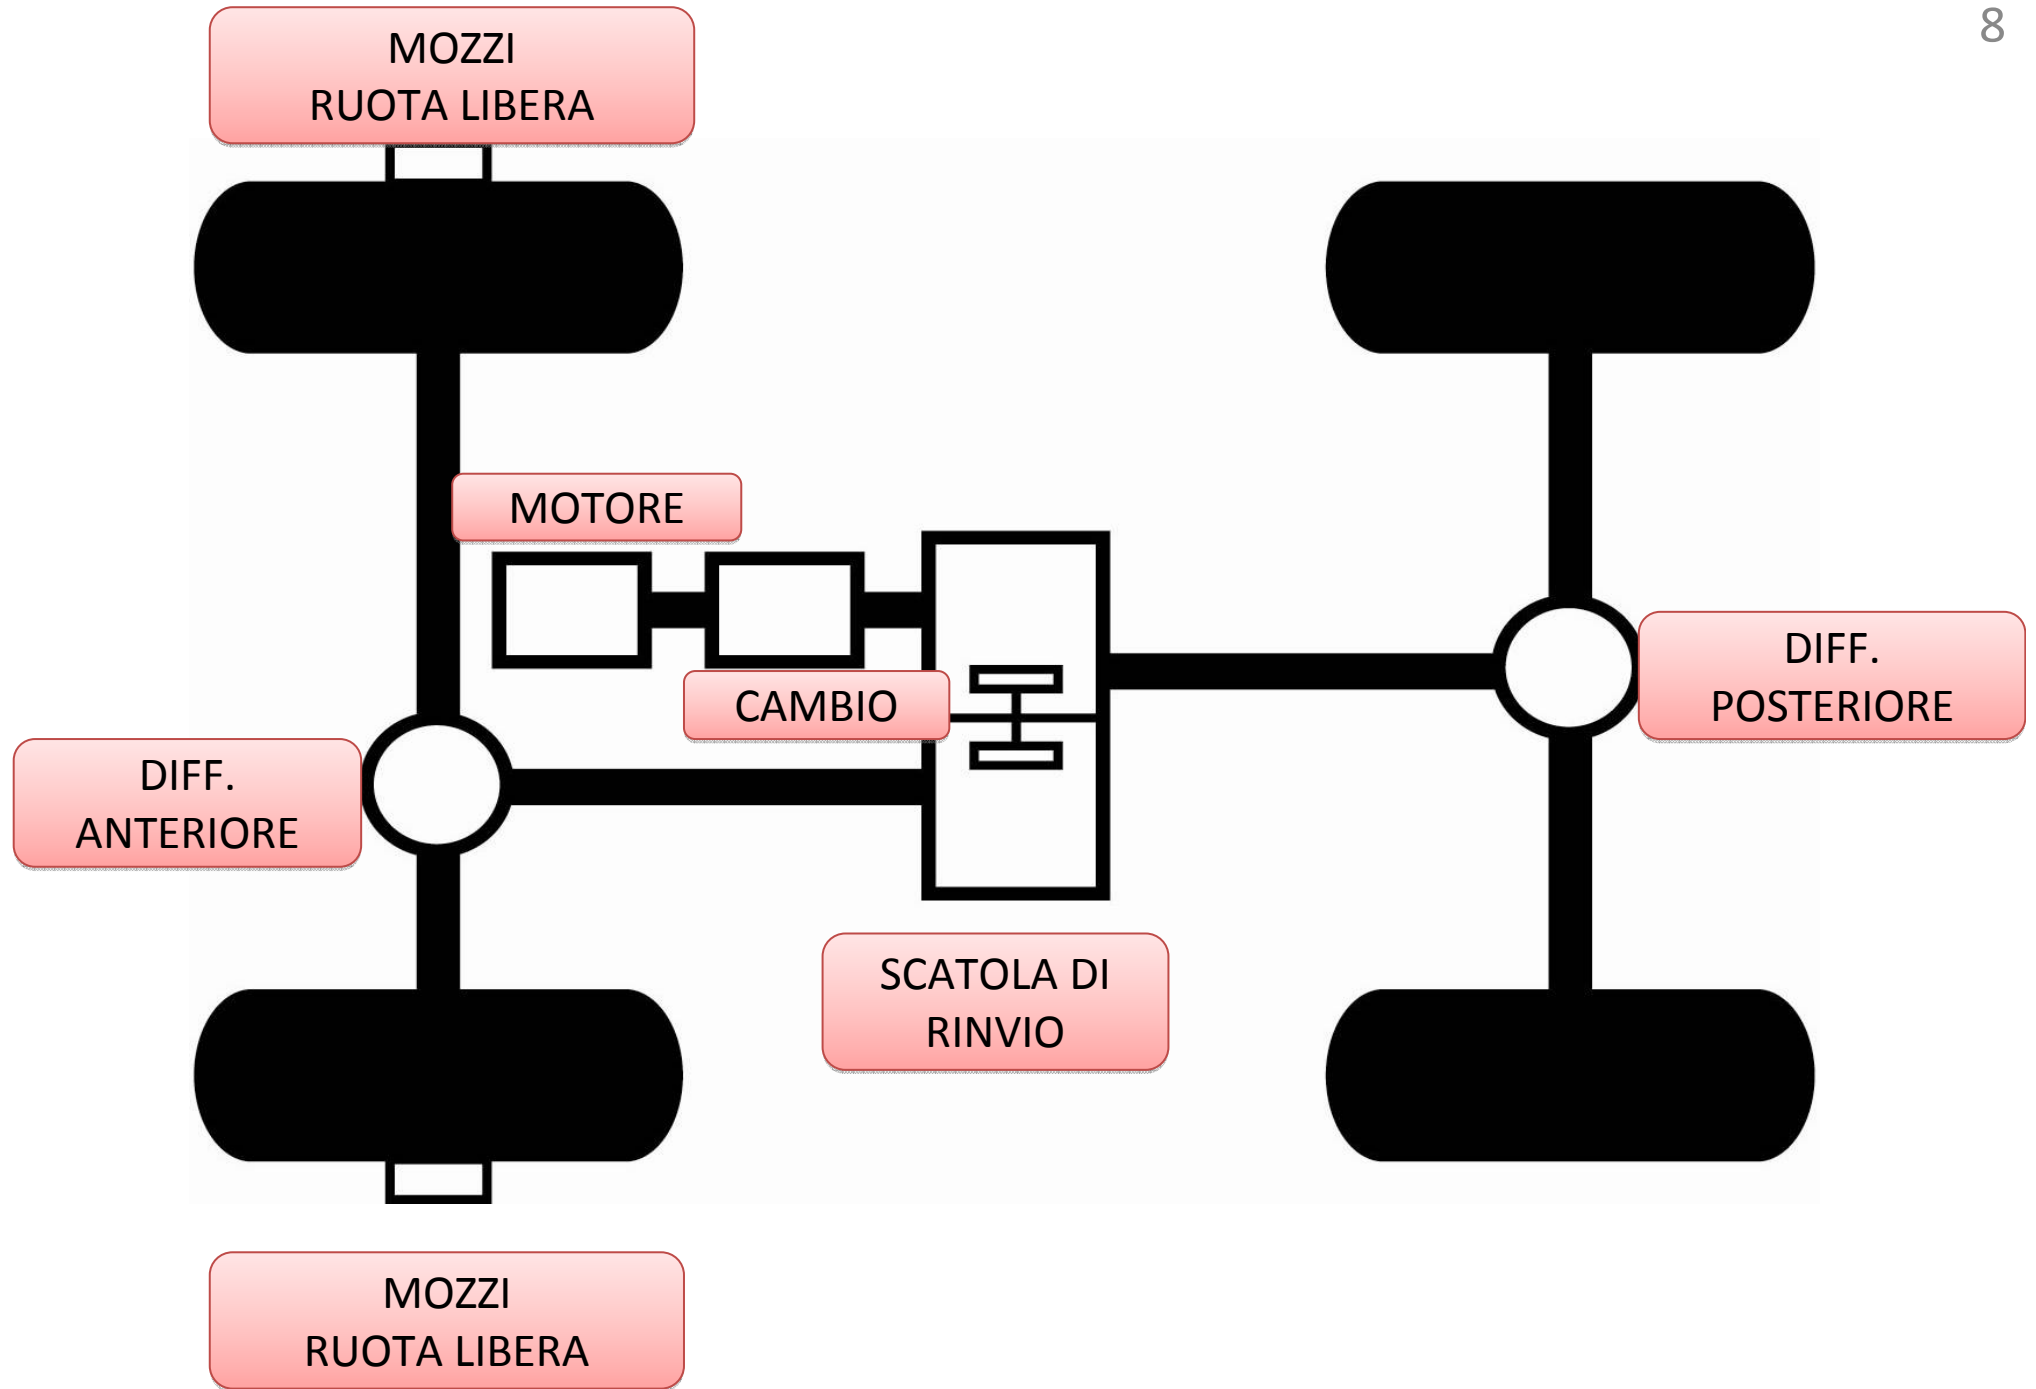 8
MOZZI
RUOTA LIBERA
MOTORE
CAMBIO
DIFF.
POSTERIORE
DIFF.
ANTERIORE
SCATOLA DI
RINVIO
MOZZI
RUOTA LIBERA